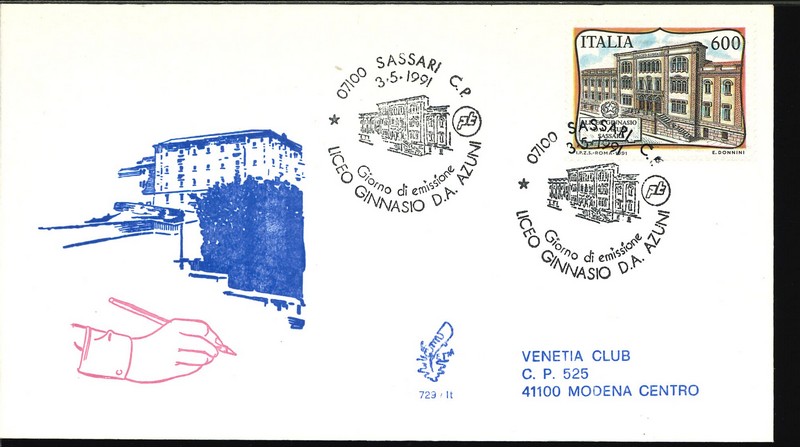 07100 SASSARI C.P.
3·5·1991
Giorno di emissione
LICEO GINNASIO D.A. AZUNI
ITALIA 600
GINNASIO
SASSARI
I.P.Z.S.-ROMA-1991 E. DONNINI
07100 SASSARI C.P.
3·5·1991
Giorno di emissione
LICEO GINNASIO D.A. AZUNI
729/It
VENETIA CLUB
C. P. 525
41100 MODENA CENTRO